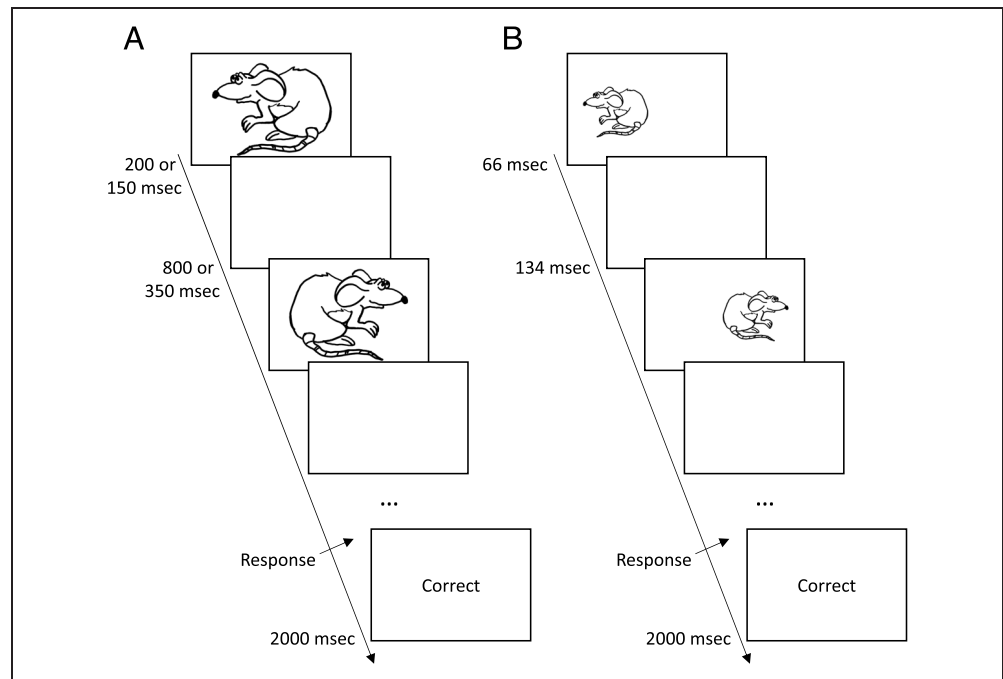 A
200 or
150 msec
800 or
350 msec
...
Response
Correct
2000 msec
B
66 msec
134 msec
...
Response
Correct
2000 msec